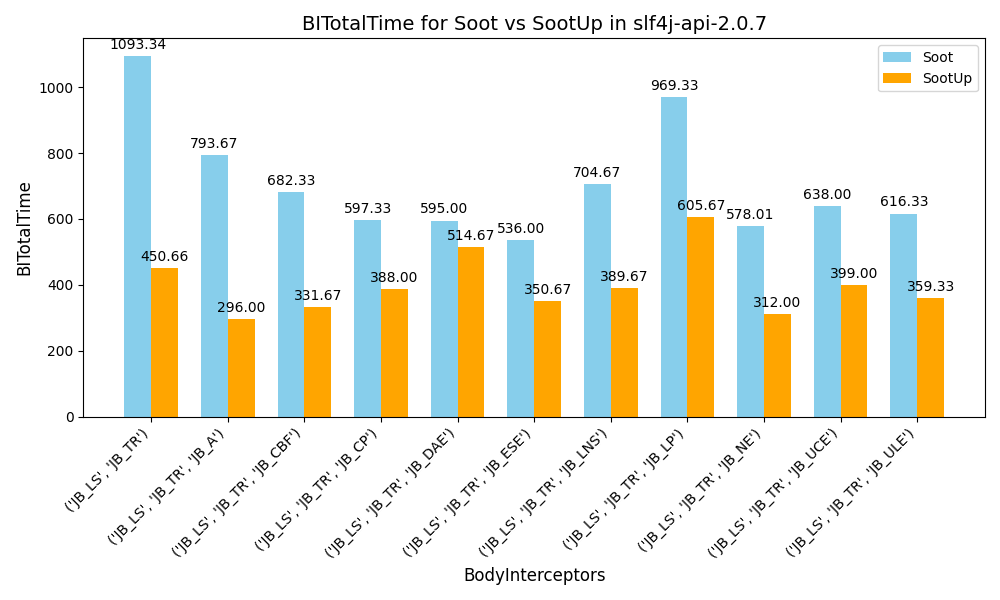 BITotalTime for Soot vs SootUp in slf4j-api-2.0.7
Soot
SootUp
BITotalTime
1000
800
600
400
200
0
1093.34
450.66
793.67
296.00
682.33
331.67
597.33
388.00
595.00
514.67
536.00
350.67
704.67
389.67
969.33
605.67
578.01
312.00
638.00
399.00
616.33
359.33
('JB_LS', 'JB_TR')
('JB_LS', 'JB_TR', 'JB_A')
('JB_LS', 'JB_TR', 'JB_CBF')
('JB_LS', 'JB_TR', 'JB_CP')
('JB_LS', 'JB_TR', 'JB_DAE')
('JB_LS', 'JB_TR', 'JB_ESE')
('JB_LS', 'JB_TR', 'JB_LNS')
('JB_LS', 'JB_TR', 'JB_LP')
('JB_LS', 'JB_TR', 'JB_NE')
('JB_LS', 'JB_TR', 'JB_UCE')
('JB_LS', 'JB_TR', 'JB_ULE')
BodyInterceptors